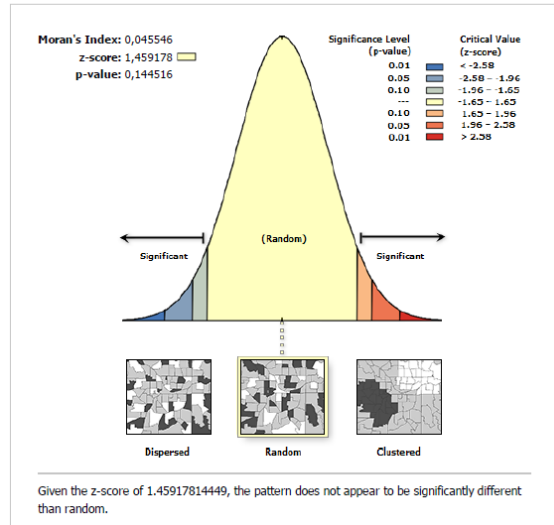 Moran's Index: 0,045546
z-score: 1,459178
p-value: 0,144516
Significance Level
(p-value)
Critical Value
(z-score)
0.01 < -2.58
0.05 -2.58 – -1.96
0.10 -1.96 – -1.65
--- -1.65 – 1.65
0.10 1.65 – 1.96
0.05 1.96 – 2.58
0.01 > 2.58
(Random)
Significant
Significant
Dispersed
Random
Clustered
Given the z-score of 1.45917814449, the pattern does not appear to be significantly different
than random.